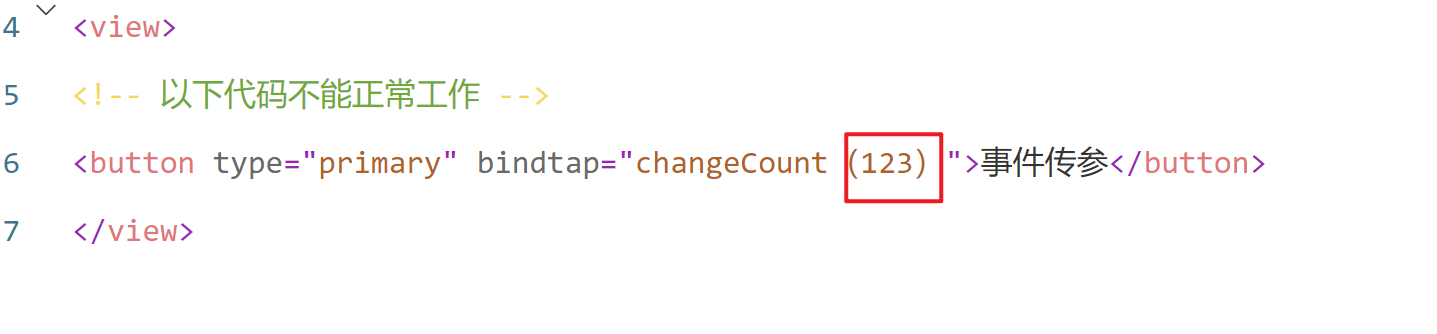 4 <view>
5 <!-- 以下代码不能正常工作 -->
6 <button type="primary" bindtap="changeCount (123) ">事件传参</button>
7 </view>